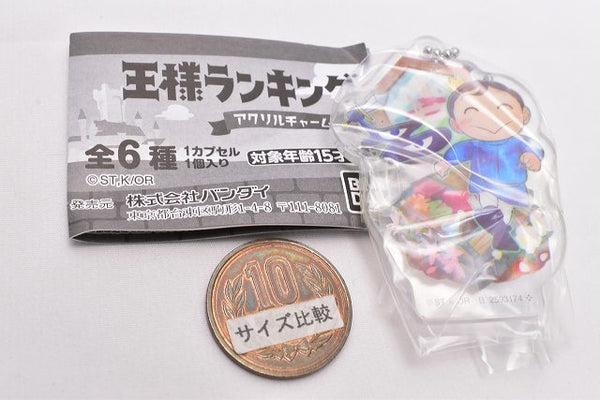 王様ランキング
アクリルチャーム
全6種
1カプセル
1個入り
対象年齢15才
©ST,K/OR
発売元
株式会社バンダイ
東京都台東区駒形1-4-8 〒111-8081
10
サイズ比較
©ST,K/OR B 2593174